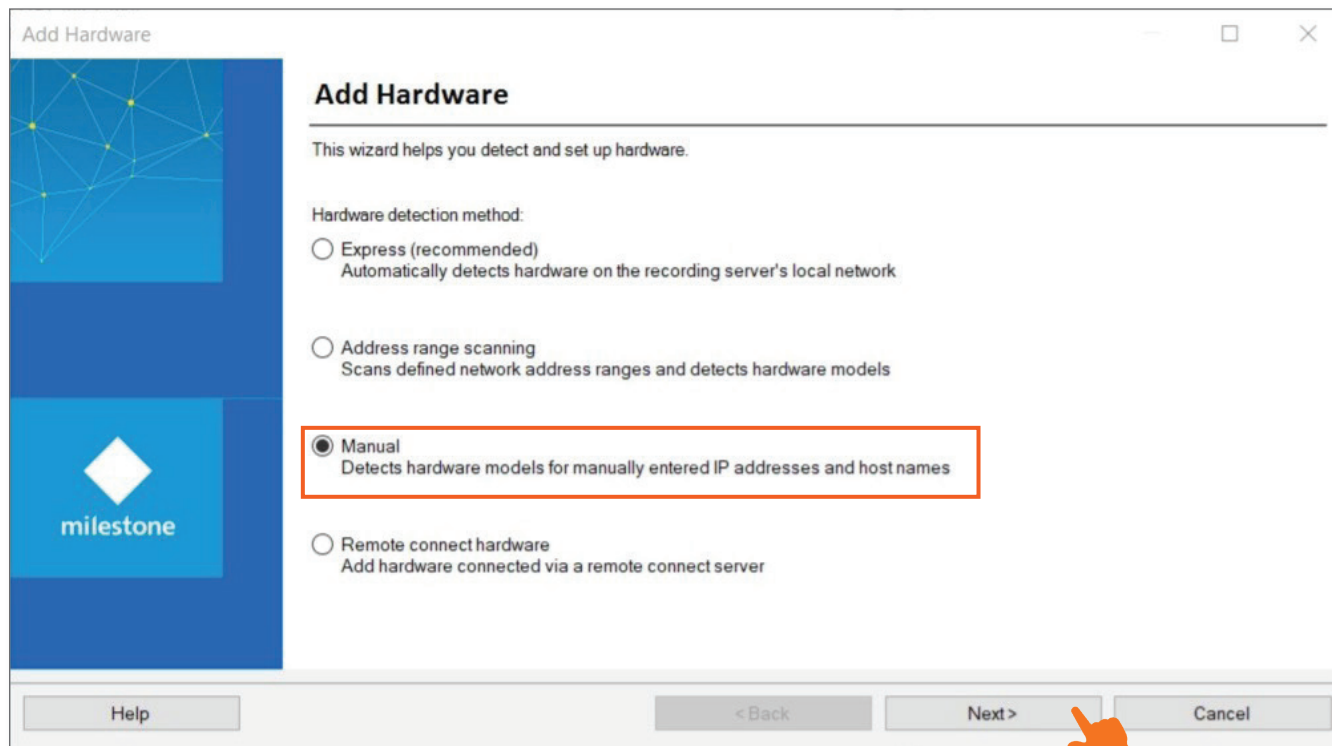 Add Hardware
Add Hardware
This wizard helps you detect and set up hardware.
Hardware detection method:
Express (recommended)
Automatically detects hardware on the recording server's local network
Address range scanning
Scans defined network address ranges and detects hardware models
Manual
Detects hardware models for manually entered IP addresses and host names
milestone
Remote connect hardware
Add hardware connected via a remote connect server
Help
< Back
Next >
Cancel